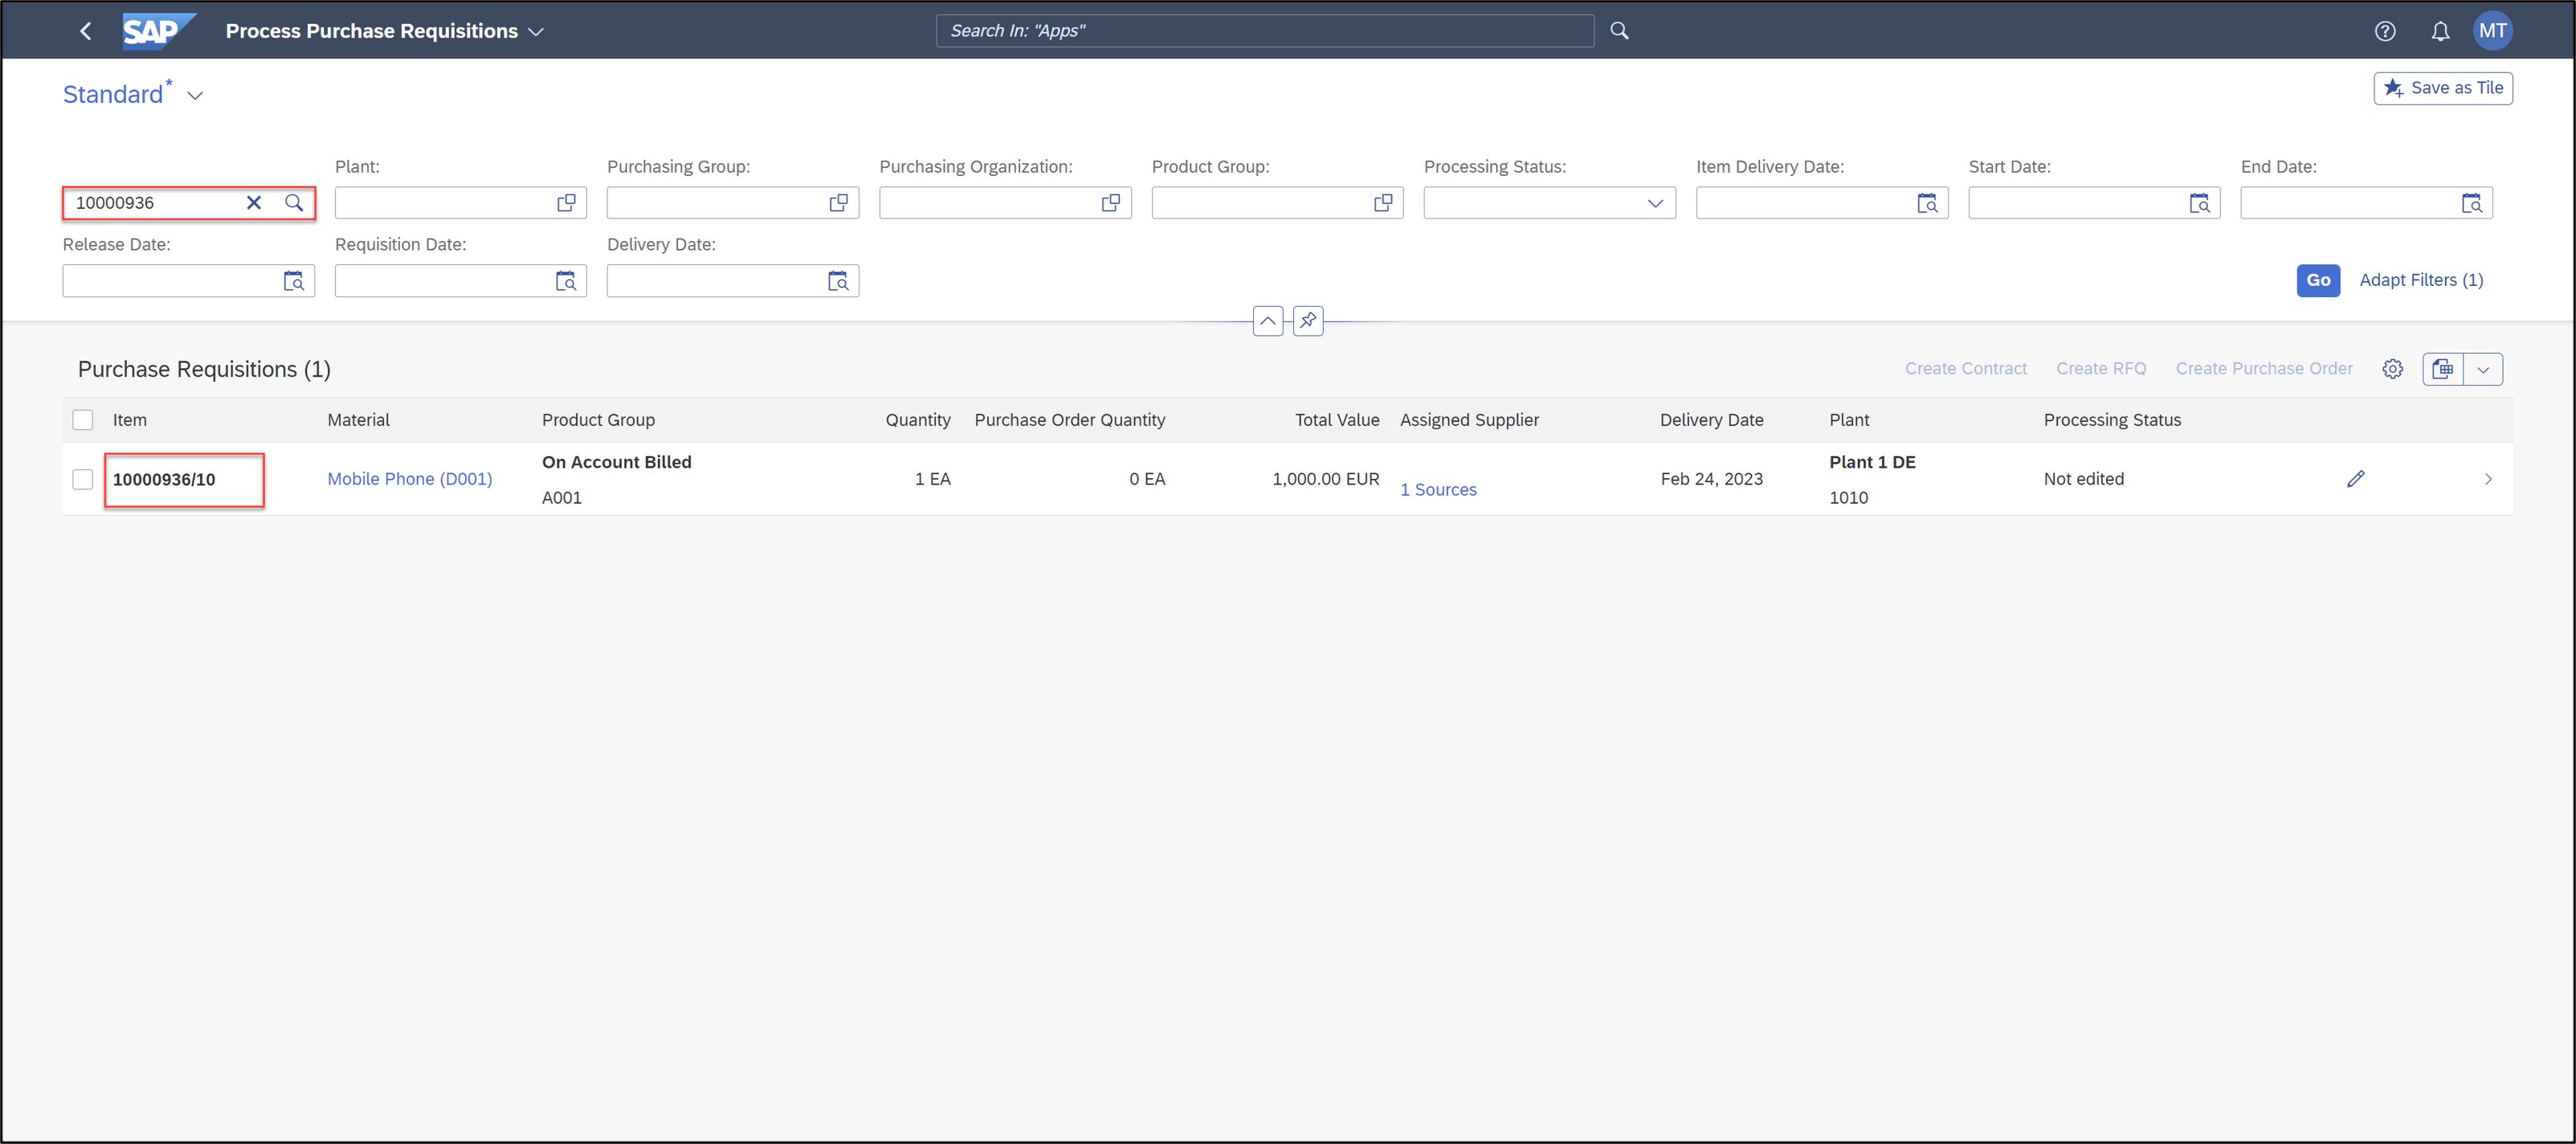 SAP Process Purchase Requisitions Search In: "Apps" MT
Standard* Save as Tile
Plant: Purchasing Group: Purchasing Organization: Product Group: Processing Status: Item Delivery Date: Start Date: End Date:
10000936
Release Date: Requisition Date: Delivery Date:
Go Adapt Filters (1)
Purchase Requisitions (1) Create Contract Create RFQ Create Purchase Order
Item Material Product Group Quantity Purchase Order Quantity Total Value Assigned Supplier Delivery Date Plant Processing Status
On Account Billed Plant 1 DE
10000936/10 Mobile Phone (D001) 1 EA 0 EA 1,000.00 EUR 1 Sources Feb 24, 2023 Not edited
A001 1010